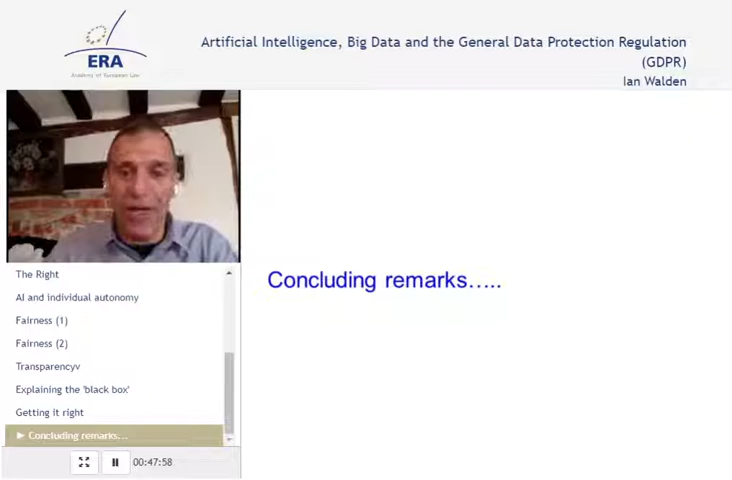 ERA
Academy of European Law
Artificial Intelligence, Big Data and the General Data Protection Regulation
(GDPR)
Ian Walden
The Right
AI and individual autonomy
Fairness (1)
Fairness (2)
Transparencyv
Explaining the 'black box'
Getting it right
► Concluding remarks...
00:47:58
Concluding remarks…..